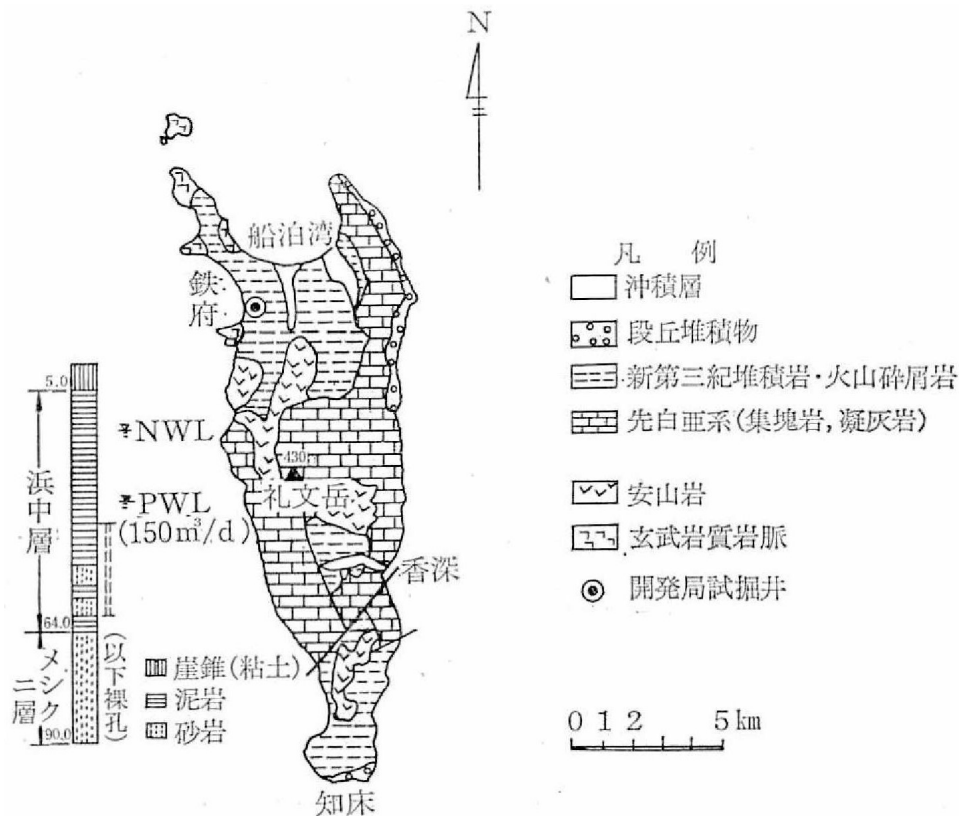 N
船泊湾
鉄府
430
礼文岳
香深
知床
5.0
浜中層
64.0
メシクニ層
90.0
NWL
PWL
(150m³/d)
(以下裸孔)
崖錐(粘土)
泥岩
砂岩
凡 例
沖積層
段丘堆積物
新第三紀堆積岩・火山砕屑岩
先白亜系(集塊岩,凝灰岩)
安山岩
玄武岩質岩脈
開発局試掘井
0 1 2 5 km